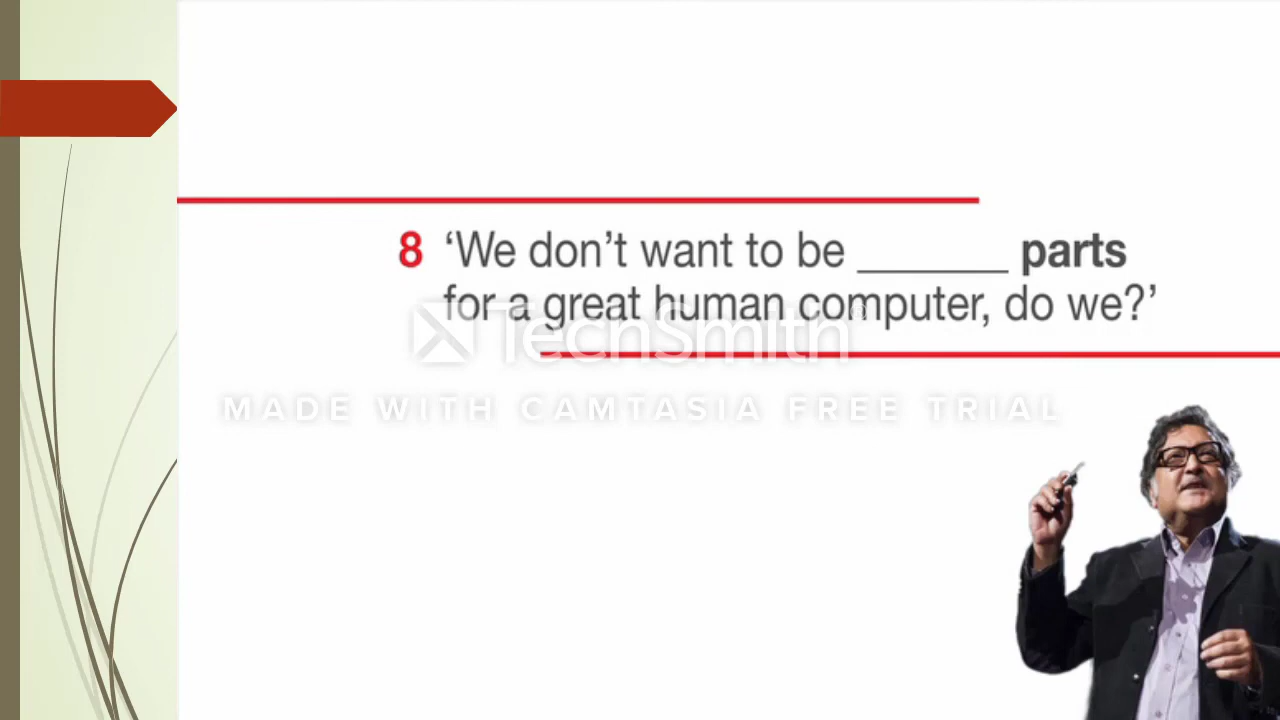 8 ‘We don’t want to be _______ parts
for a great human computer, do we?’
TechSmith®
MADE WITH CAMTASIA FREE TRIAL